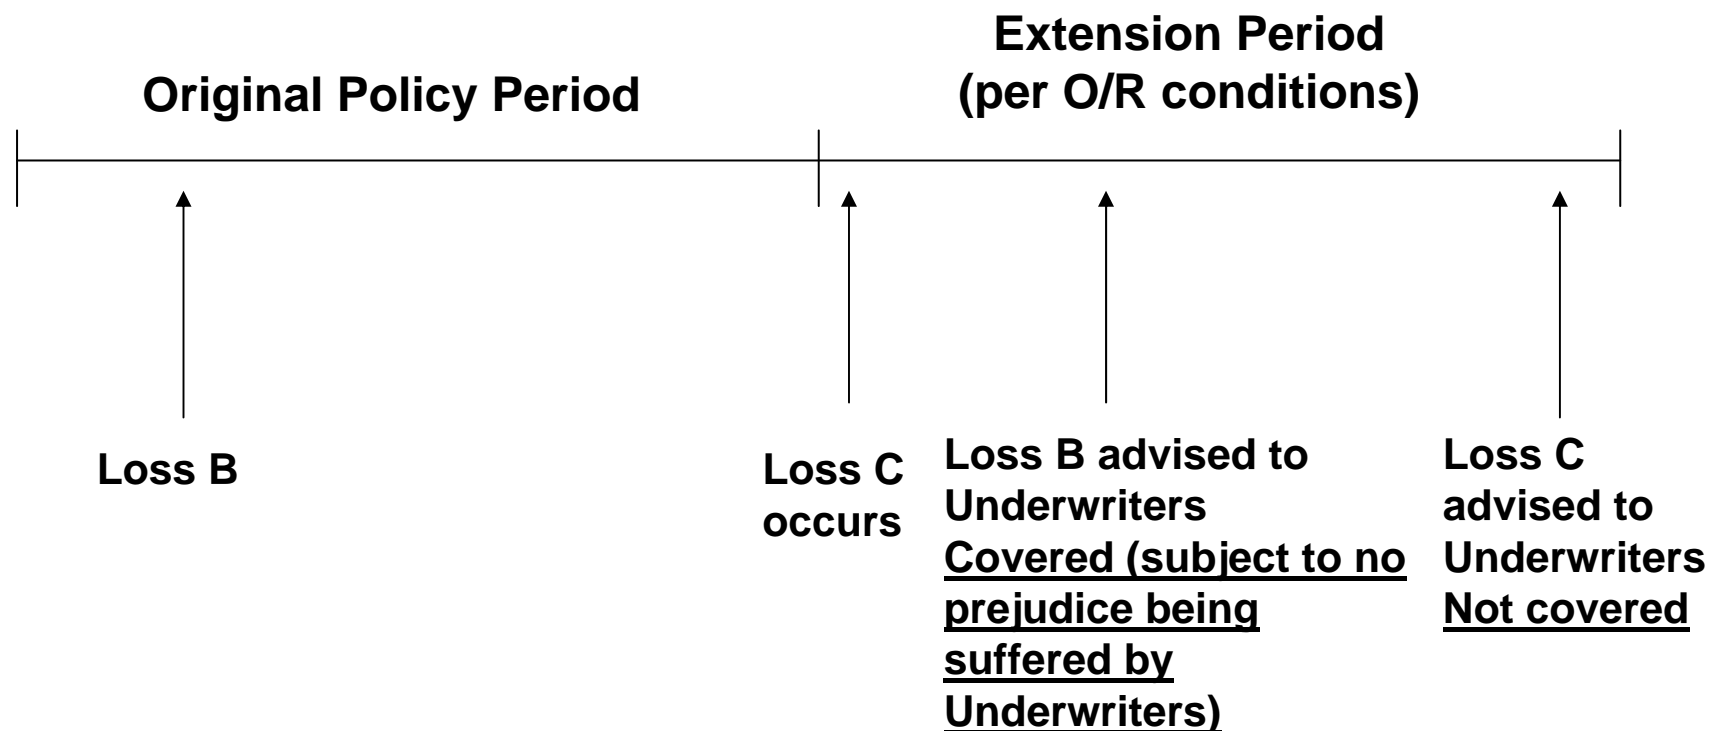 Extension Period
(per O/R conditions)
Original Policy Period
Loss B
Loss C
occurs
Loss B advised to
Underwriters
Covered (subject to no
prejudice being
suffered by
Underwriters)
Loss C
advised to
Underwriters
Not covered